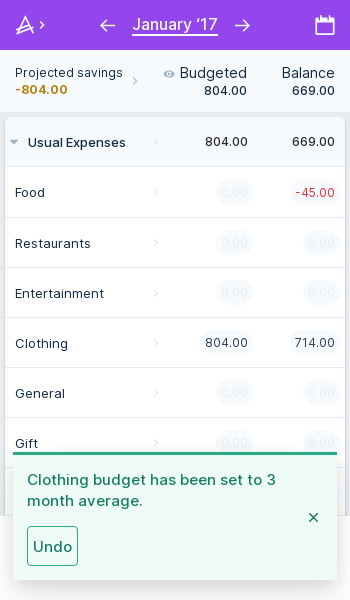 January ‘17
Projected savings
-804.00
Budgeted
804.00
Balance
669.00
Usual Expenses 804.00 669.00
Food 0.00 -45.00
Restaurants 0.00 0.00
Entertainment 0.00 0.00
Clothing 804.00 714.00
General 0.00 0.00
Gift 0.00 0.00
Clothing budget has been set to 3
month average.
Undo